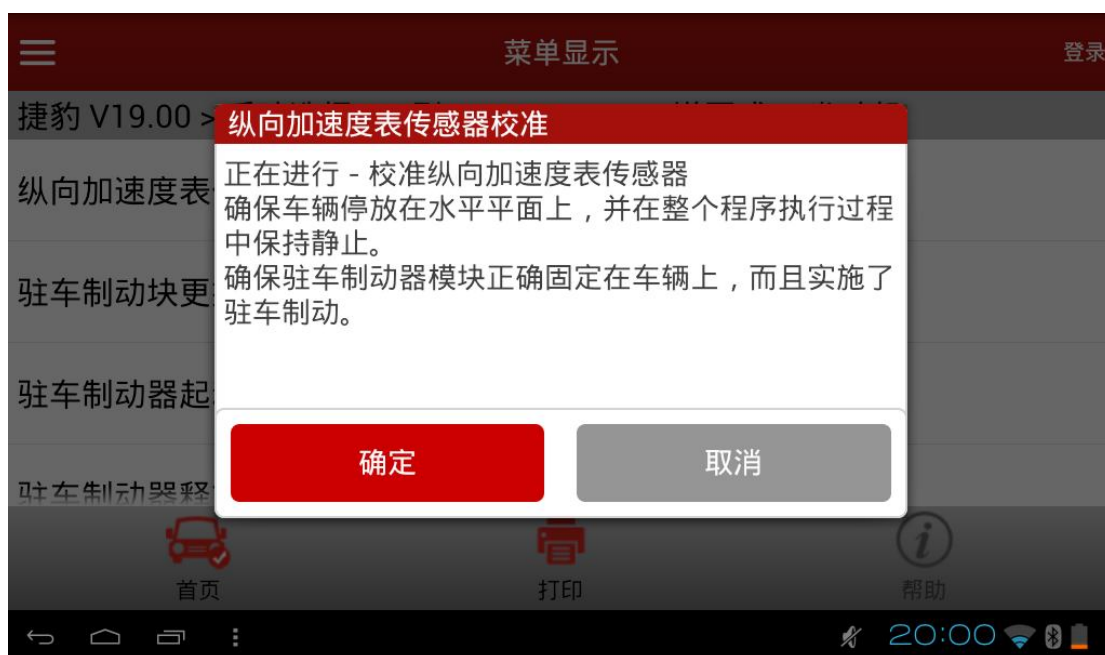 菜单显示
登录
捷豹 V19.00 >
纵向加速度表传感器校准
纵向加速度表
正在进行 - 校准纵向加速度表传感器
确保车辆停放在水平平面上，并在整个程序执行过程
中保持静止。
确保驻车制动器模块正确固定在车辆上，而且实施了
驻车制动。
驻车制动块更
驻车制动器起
确定
取消
驻车制动器释
首页
打印
帮助
20:00